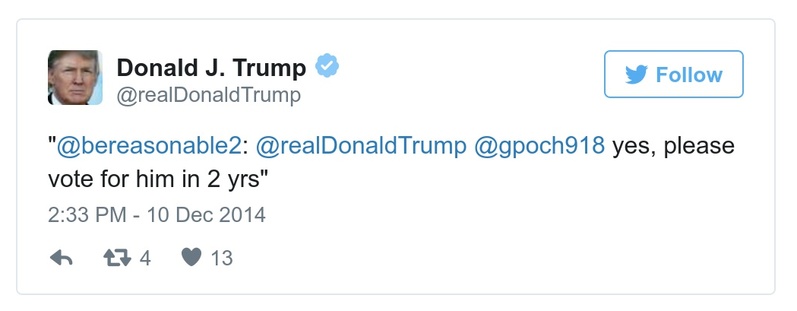 Donald J. Trump
@realDonaldTrump
Follow
"@bereasonable2: @realDonaldTrump @gpoch918 yes, please
vote for him in 2 yrs"
2:33 PM - 10 Dec 2014
4 13